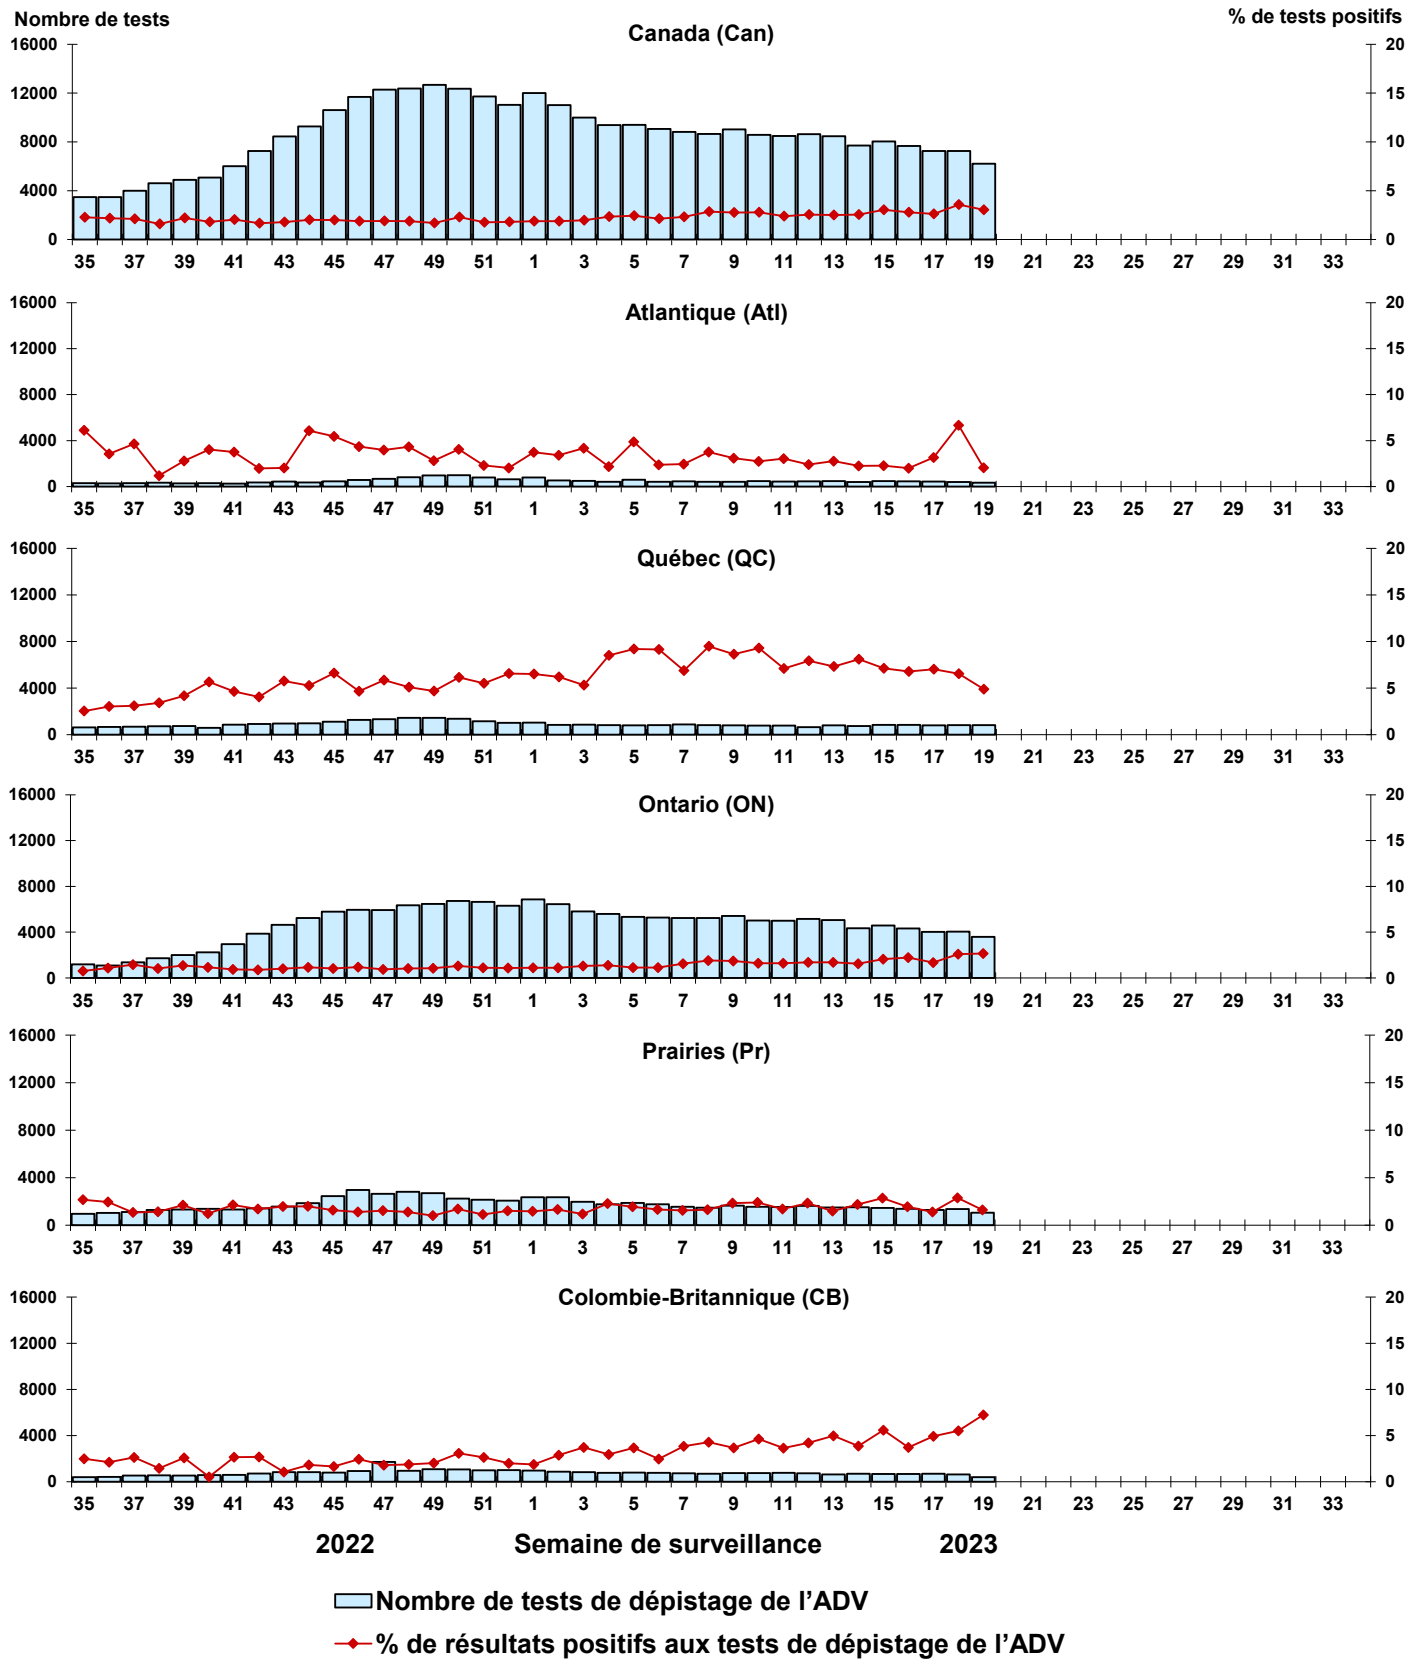 Nombre de tests
% de tests positifs
Canada (Can)
16000 20
12000 15
8000 10
4000 5
0 0
35 37 39 41 43 45 47 49 51 1 3 5 7 9 11 13 15 17 19 21 23 25 27 29 31 33
Atlantique (Atl)
16000 20
12000 15
8000 10
4000 5
0 0
35 37 39 41 43 45 47 49 51 1 3 5 7 9 11 13 15 17 19 21 23 25 27 29 31 33
Québec (QC)
16000 20
12000 15
8000 10
4000 5
0 0
35 37 39 41 43 45 47 49 51 1 3 5 7 9 11 13 15 17 19 21 23 25 27 29 31 33
Ontario (ON)
16000 20
12000 15
8000 10
4000 5
0 0
35 37 39 41 43 45 47 49 51 1 3 5 7 9 11 13 15 17 19 21 23 25 27 29 31 33
Prairies (Pr)
16000 20
12000 15
8000 10
4000 5
0 0
35 37 39 41 43 45 47 49 51 1 3 5 7 9 11 13 15 17 19 21 23 25 27 29 31 33
Colombie-Britannique (CB)
16000 20
12000 15
8000 10
4000 5
0 0
35 37 39 41 43 45 47 49 51 1 3 5 7 9 11 13 15 17 19 21 23 25 27 29 31 33
2022 Semaine de surveillance 2023
Nombre de tests de dépistage de l’ADV
% de résultats positifs aux tests de dépistage de l’ADV